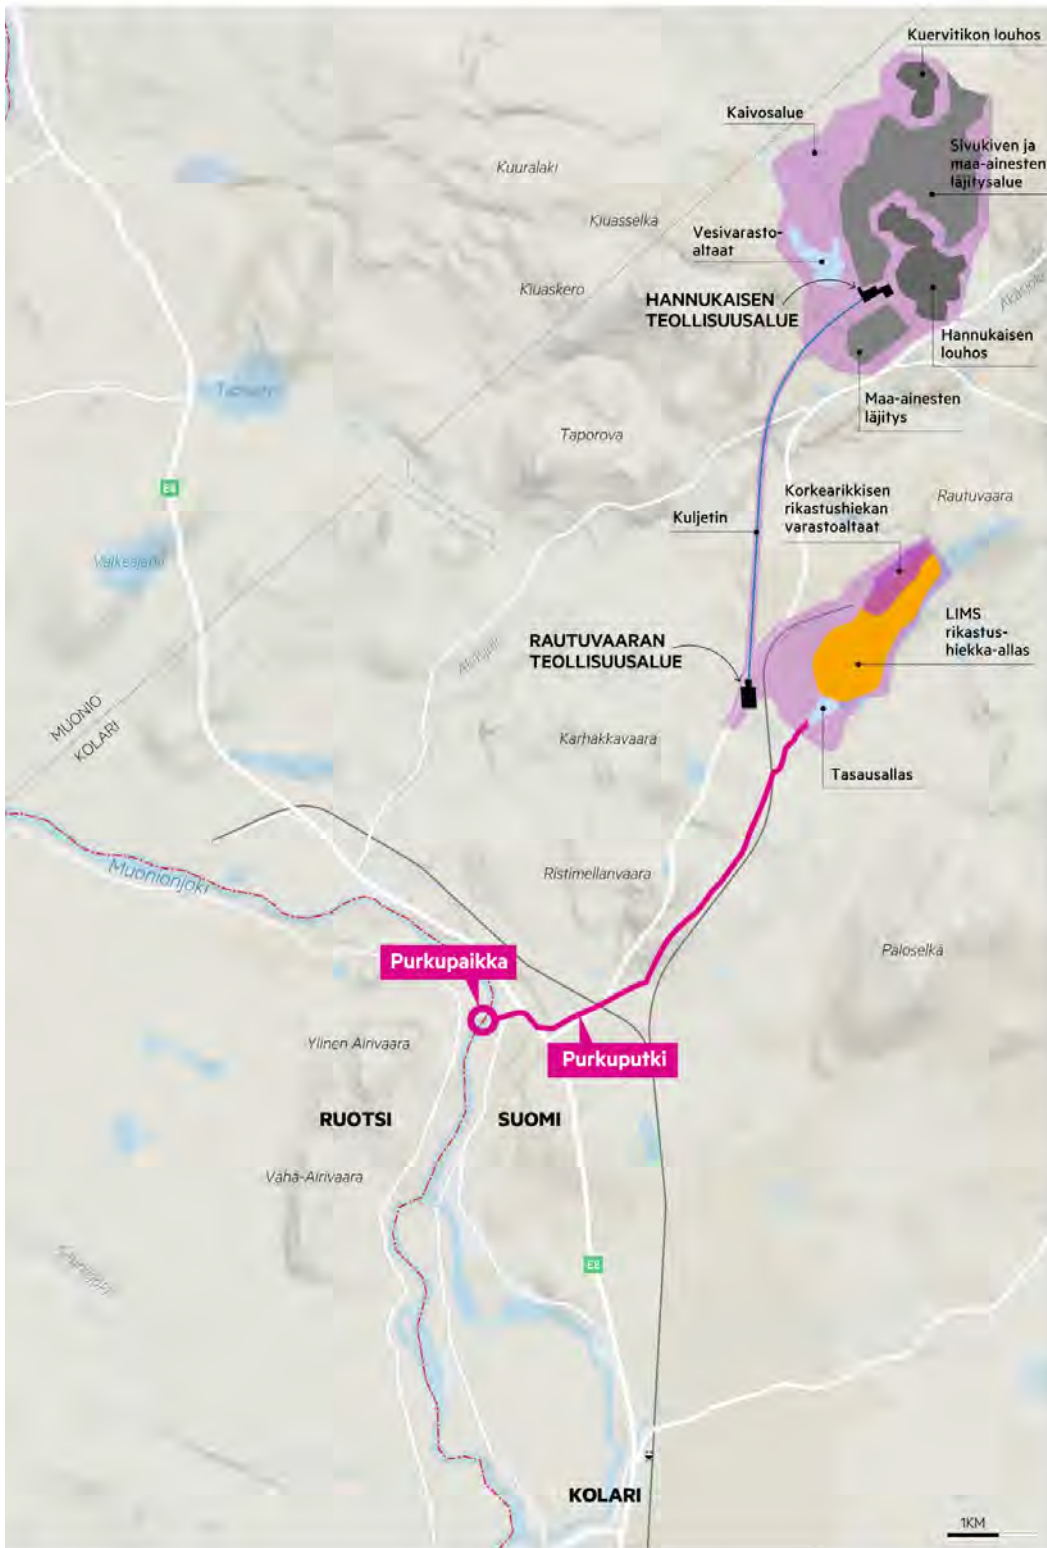 Kuervitikon louhos
Kaivosalue
Sivukiven ja
maa-ainesten
läjitysalue
Kuuralaki
Kiuasselkä
Vesivarasto-
altaat
Kiuaskero
HANNUKAISEN
TEOLLISUUSALUE
Äkäsjoki
Hannukaisen
louhos
Maa-ainesten
läjitys
Taporova
E8
Korkearikkisen
rikastushiekan
varastoaltaat
Rautuvaara
Kuljetin
Valkeajärvi
LIMS
rikastus-
hiekka-allas
RAUTUVAARAN
TEOLLISUUSALUE
MUONIO
KOLARI
Karhakkavaara
Tasausallas
Muonionjoki
Ristimellanvaara
Paloselkä
Purkupaikka
Ylinen Airivaara
Purkuputki
RUOTSI
SUOMI
Vähä-Airivaara
E8
KOLARI
1KM